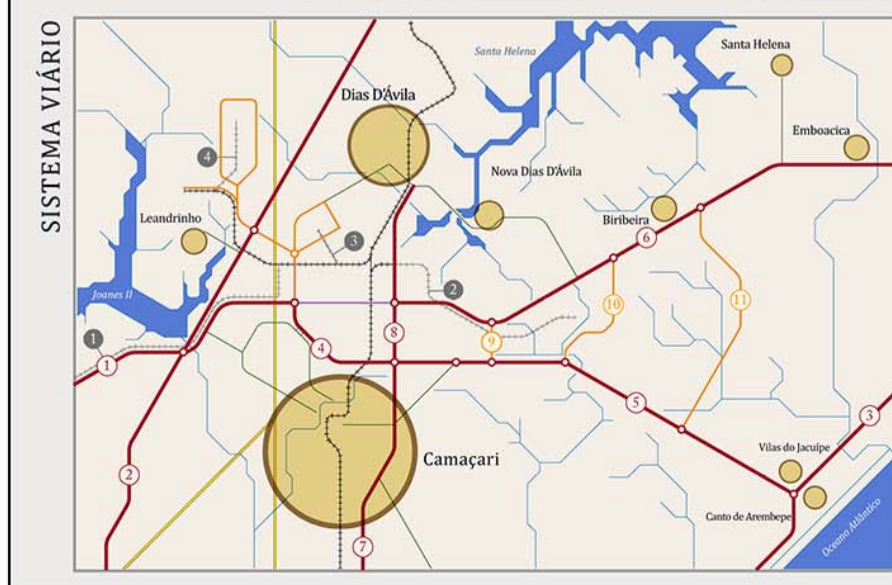 SISTEMA VIÁRIO
Santa Helena
Santa Helena
Dias D'Ávila
Emboacica
4
Nova Dias D'Ávila
Leandrinho
Biribeira
3
6
Joanes II
2
10
11
1
8
9
1
4
5
3
Vilas do Jacuípe
Camaçari
2
Canto de Arembepe
Oceano Atlântico
7